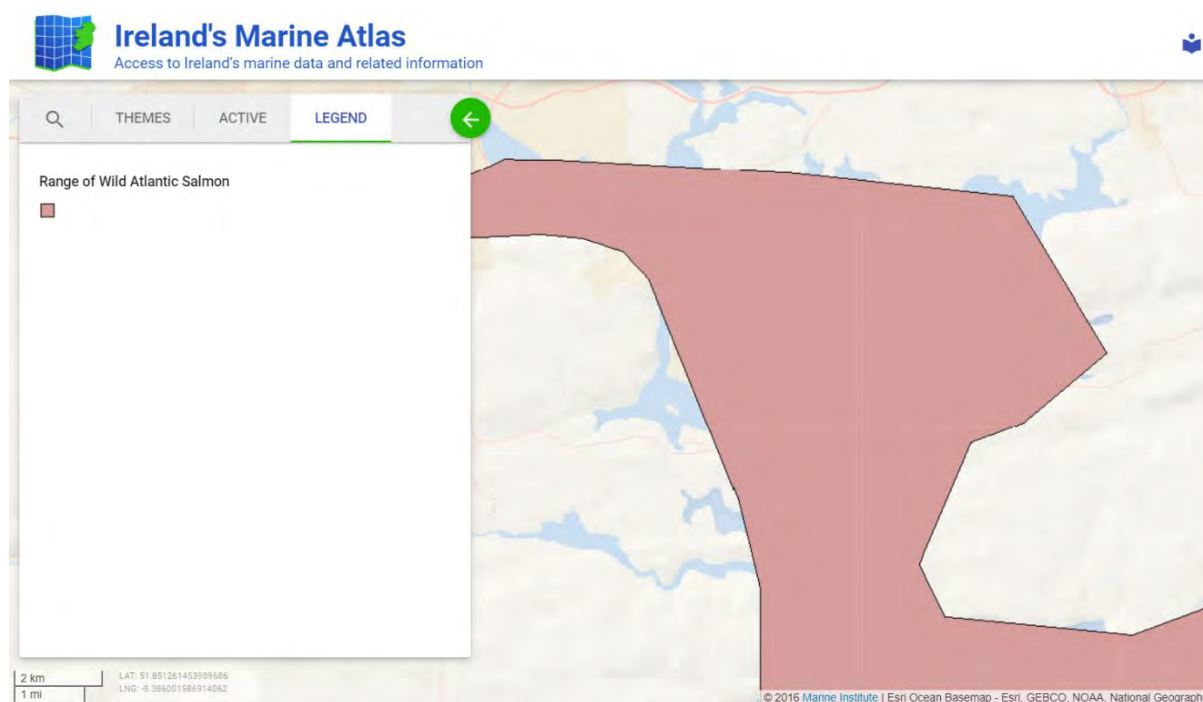 Ireland's Marine Atlas
Access to Ireland's marine data and related information
THEMES ACTIVE LEGEND
Range of Wild Atlantic Salmon
2 km
1 mi
LAT: 51.851261453989686
LNG: -8.386001586914062
© 2016 Marine Institute | Esri Ocean Basemap - Esri, GEBCO, NOAA, National Geograph